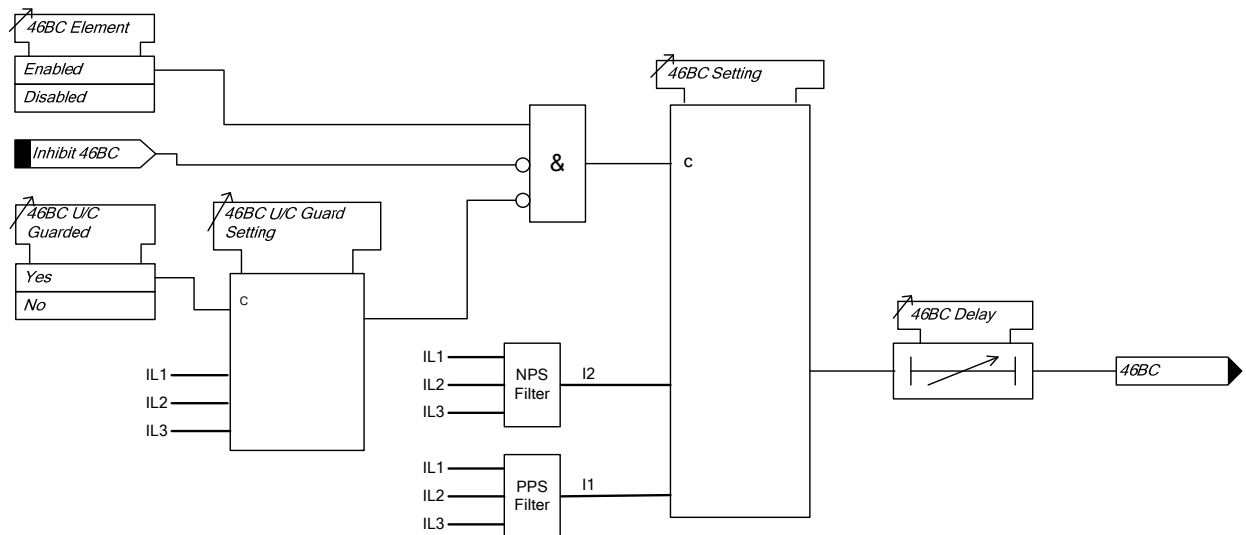 46BC Element
Enabled
Disabled
Inhibit 46BC
46BC U/C
Guarded
Yes
No
46BC U/C Guard
Setting
c
IL1
IL2
IL3
&
46BC Setting
c
IL1
IL2
IL3
NPS
Filter
I2
IL1
IL2
IL3
PPS
Filter
I1
46BC Delay
46BC